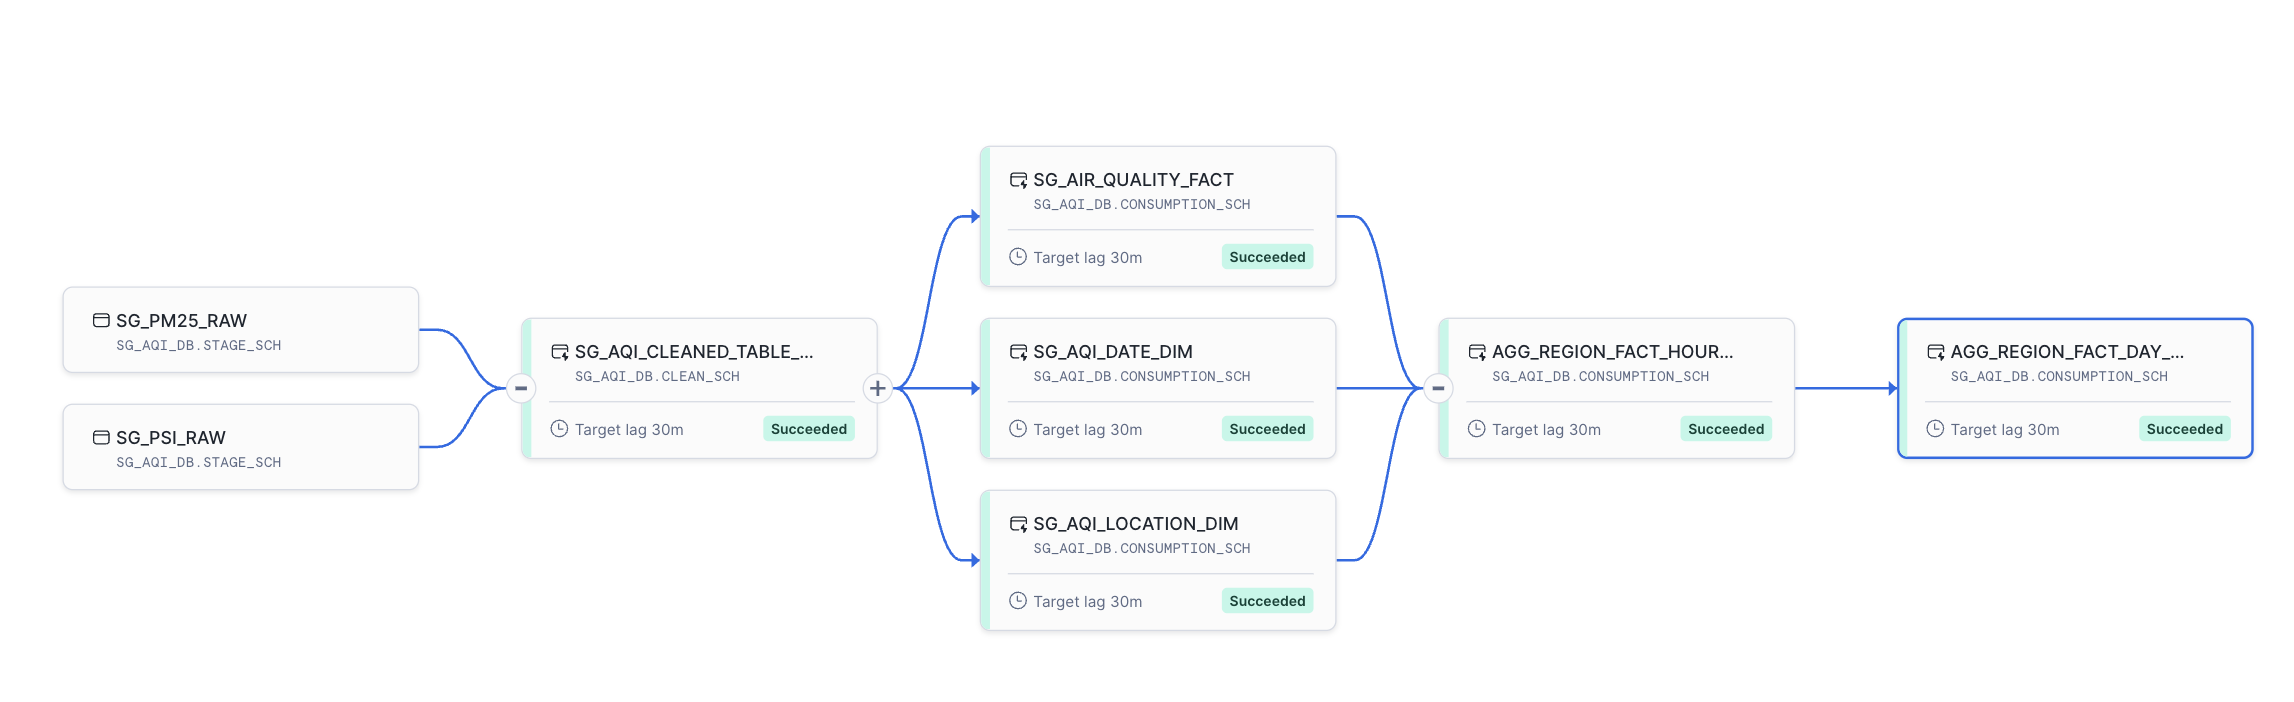 SG_PM25_RAW
SG_AQI_DB.STAGE_SCH
SG_PSI_RAW
SG_AQI_DB.STAGE_SCH
SG_AQI_CLEANED_TABLE_...
SG_AQI_DB.CLEAN_SCH
Target lag 30m Succeeded
SG_AIR_QUALITY_FACT
SG_AQI_DB.CONSUMPTION_SCH
Target lag 30m Succeeded
SG_AQI_DATE_DIM
SG_AQI_DB.CONSUMPTION_SCH
Target lag 30m Succeeded
SG_AQI_LOCATION_DIM
SG_AQI_DB.CONSUMPTION_SCH
Target lag 30m Succeeded
AGG_REGION_FACT_HOUR...
SG_AQI_DB.CONSUMPTION_SCH
Target lag 30m Succeeded
AGG_REGION_FACT_DAY_...
SG_AQI_DB.CONSUMPTION_SCH
Target lag 30m Succeeded